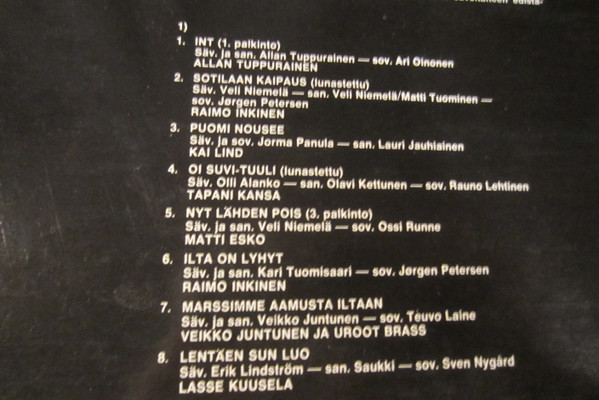 1)
1. INT (1. palkinto)
Säv. ja san. Allan Tuppurainen — sov. Ari Oinonen
ALLAN TUPPURAINEN
2. SOTILAAN KAIPAUS (lunastettu)
Säv. Veli Niemelä — san. Veli Niemelä/Matti Tuominen —
sov. Jørgen Petersen
RAIMO INKINEN
3. PUOMI NOUSEE
Säv. ja sov. Jorma Panula — san. Lauri Jauhiainen
KAI LIND
4. OI SUVI-TUULI (lunastettu)
Säv. Olli Alanko — san. Olavi Kettunen — sov. Rauno Lehtinen
TAPANI KANSA
5. NYT LÄHDEN POIS (3. palkinto)
Säv. ja san. Veli Niemelä — sov. Ossi Runne
MATTI ESKO
6. ILTA ON LYHYT
Säv. ja san. Kari Tuomisaari — sov. Jørgen Petersen
RAIMO INKINEN
7. MARSSIMME AAMUSTA ILTAAN
Säv. ja san. Veikko Juntunen — sov. Teuvo Laine
VEIKKO JUNTUNEN JA UROOT BRASS
8. LENTÄEN SUN LUO
Säv. Erik Lindström — san. Saukki — sov. Sven Nygård
LASSE KUUSELA